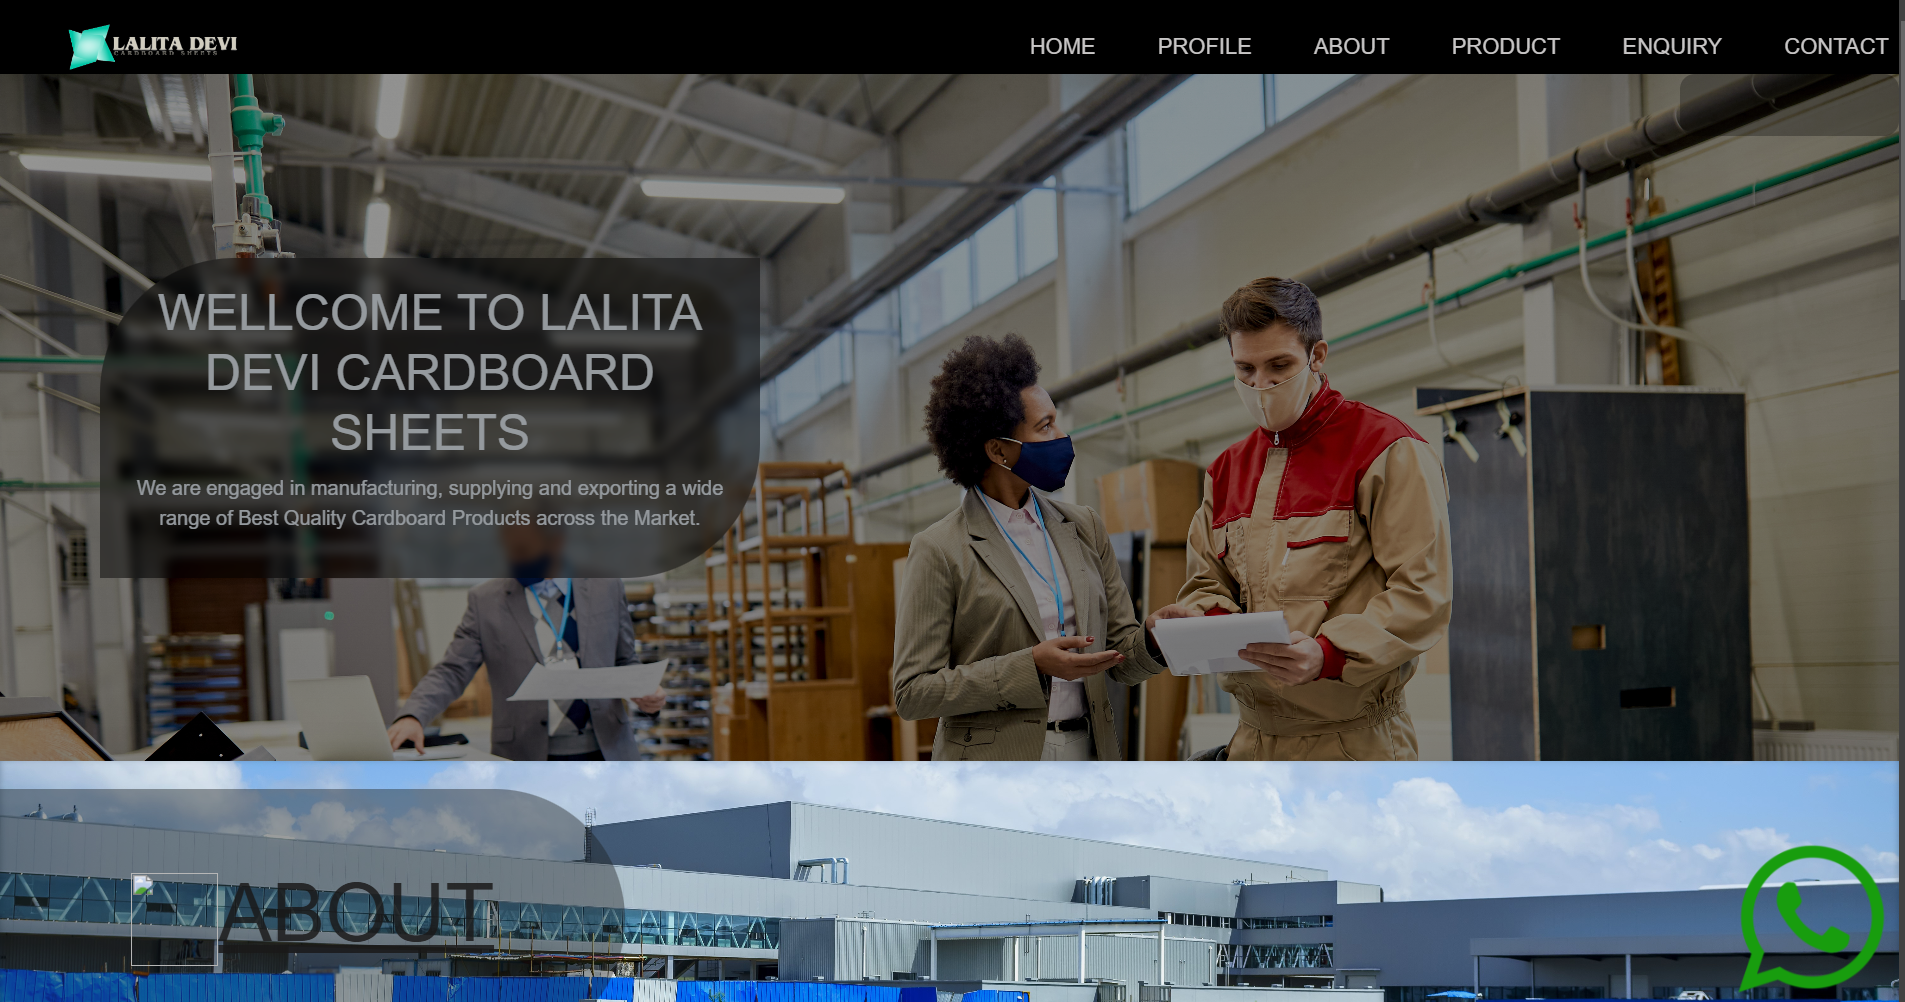 LALITA DEVI
CARDBOARD SHEETS
HOME
PROFILE
ABOUT
PRODUCT
ENQUIRY
CONTACT
WELLCOME TO LALITA
DEVI CARDBOARD
SHEETS
We are engaged in manufacturing, supplying and exporting a wide
range of Best Quality Cardboard Products across the Market.
ABOUT